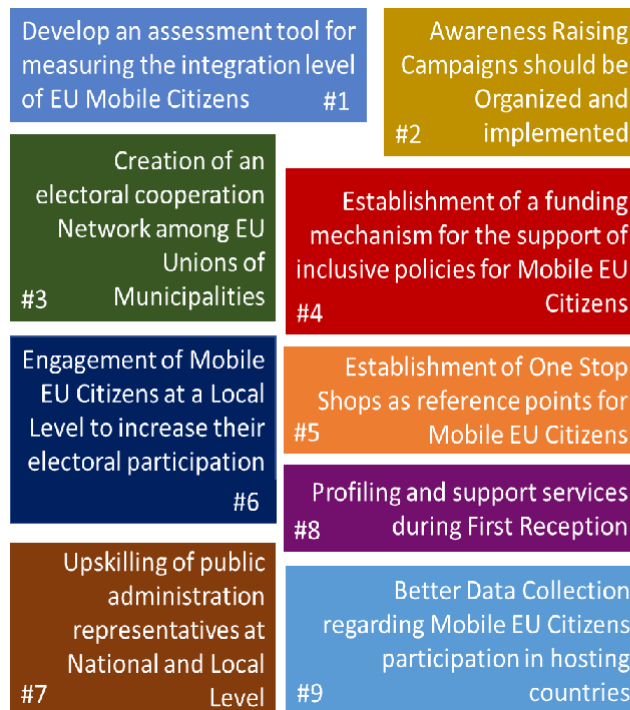 Develop an assessment tool for
measuring the integration level
of EU Mobile Citizens
#1
Awareness Raising
Campaigns should be
Organized and
implemented
#2
Creation of an
electoral cooperation
Network among EU
Unions of
Municipalities
#3
Establishment of a funding
mechanism for the support of
inclusive policies for Mobile EU
Citizens
#4
Engagement of Mobile
EU Citizens at a Local
Level to increase their
electoral participation
#6
Establishment of One Stop
Shops as reference points for
Mobile EU Citizens
#5
Profiling and support services
during First Reception
#8
Upskilling of public
administration
representatives at
National and Local
Level
#7
Better Data Collection
regarding Mobile EU Citizens
participation in hosting
countries
#9